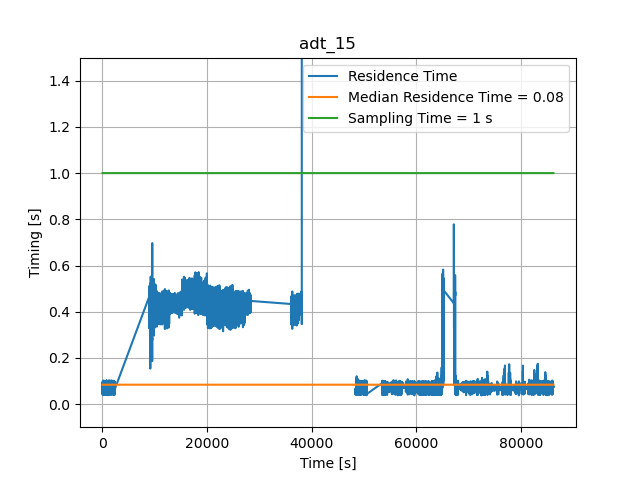 adt_15
Residence Time
Median Residence Time = 0.08
Sampling Time = 1 s
Timing [s]
1.4
1.2
1.0
0.8
0.6
0.4
0.2
0.0
0 20000 40000 60000 80000
Time [s]